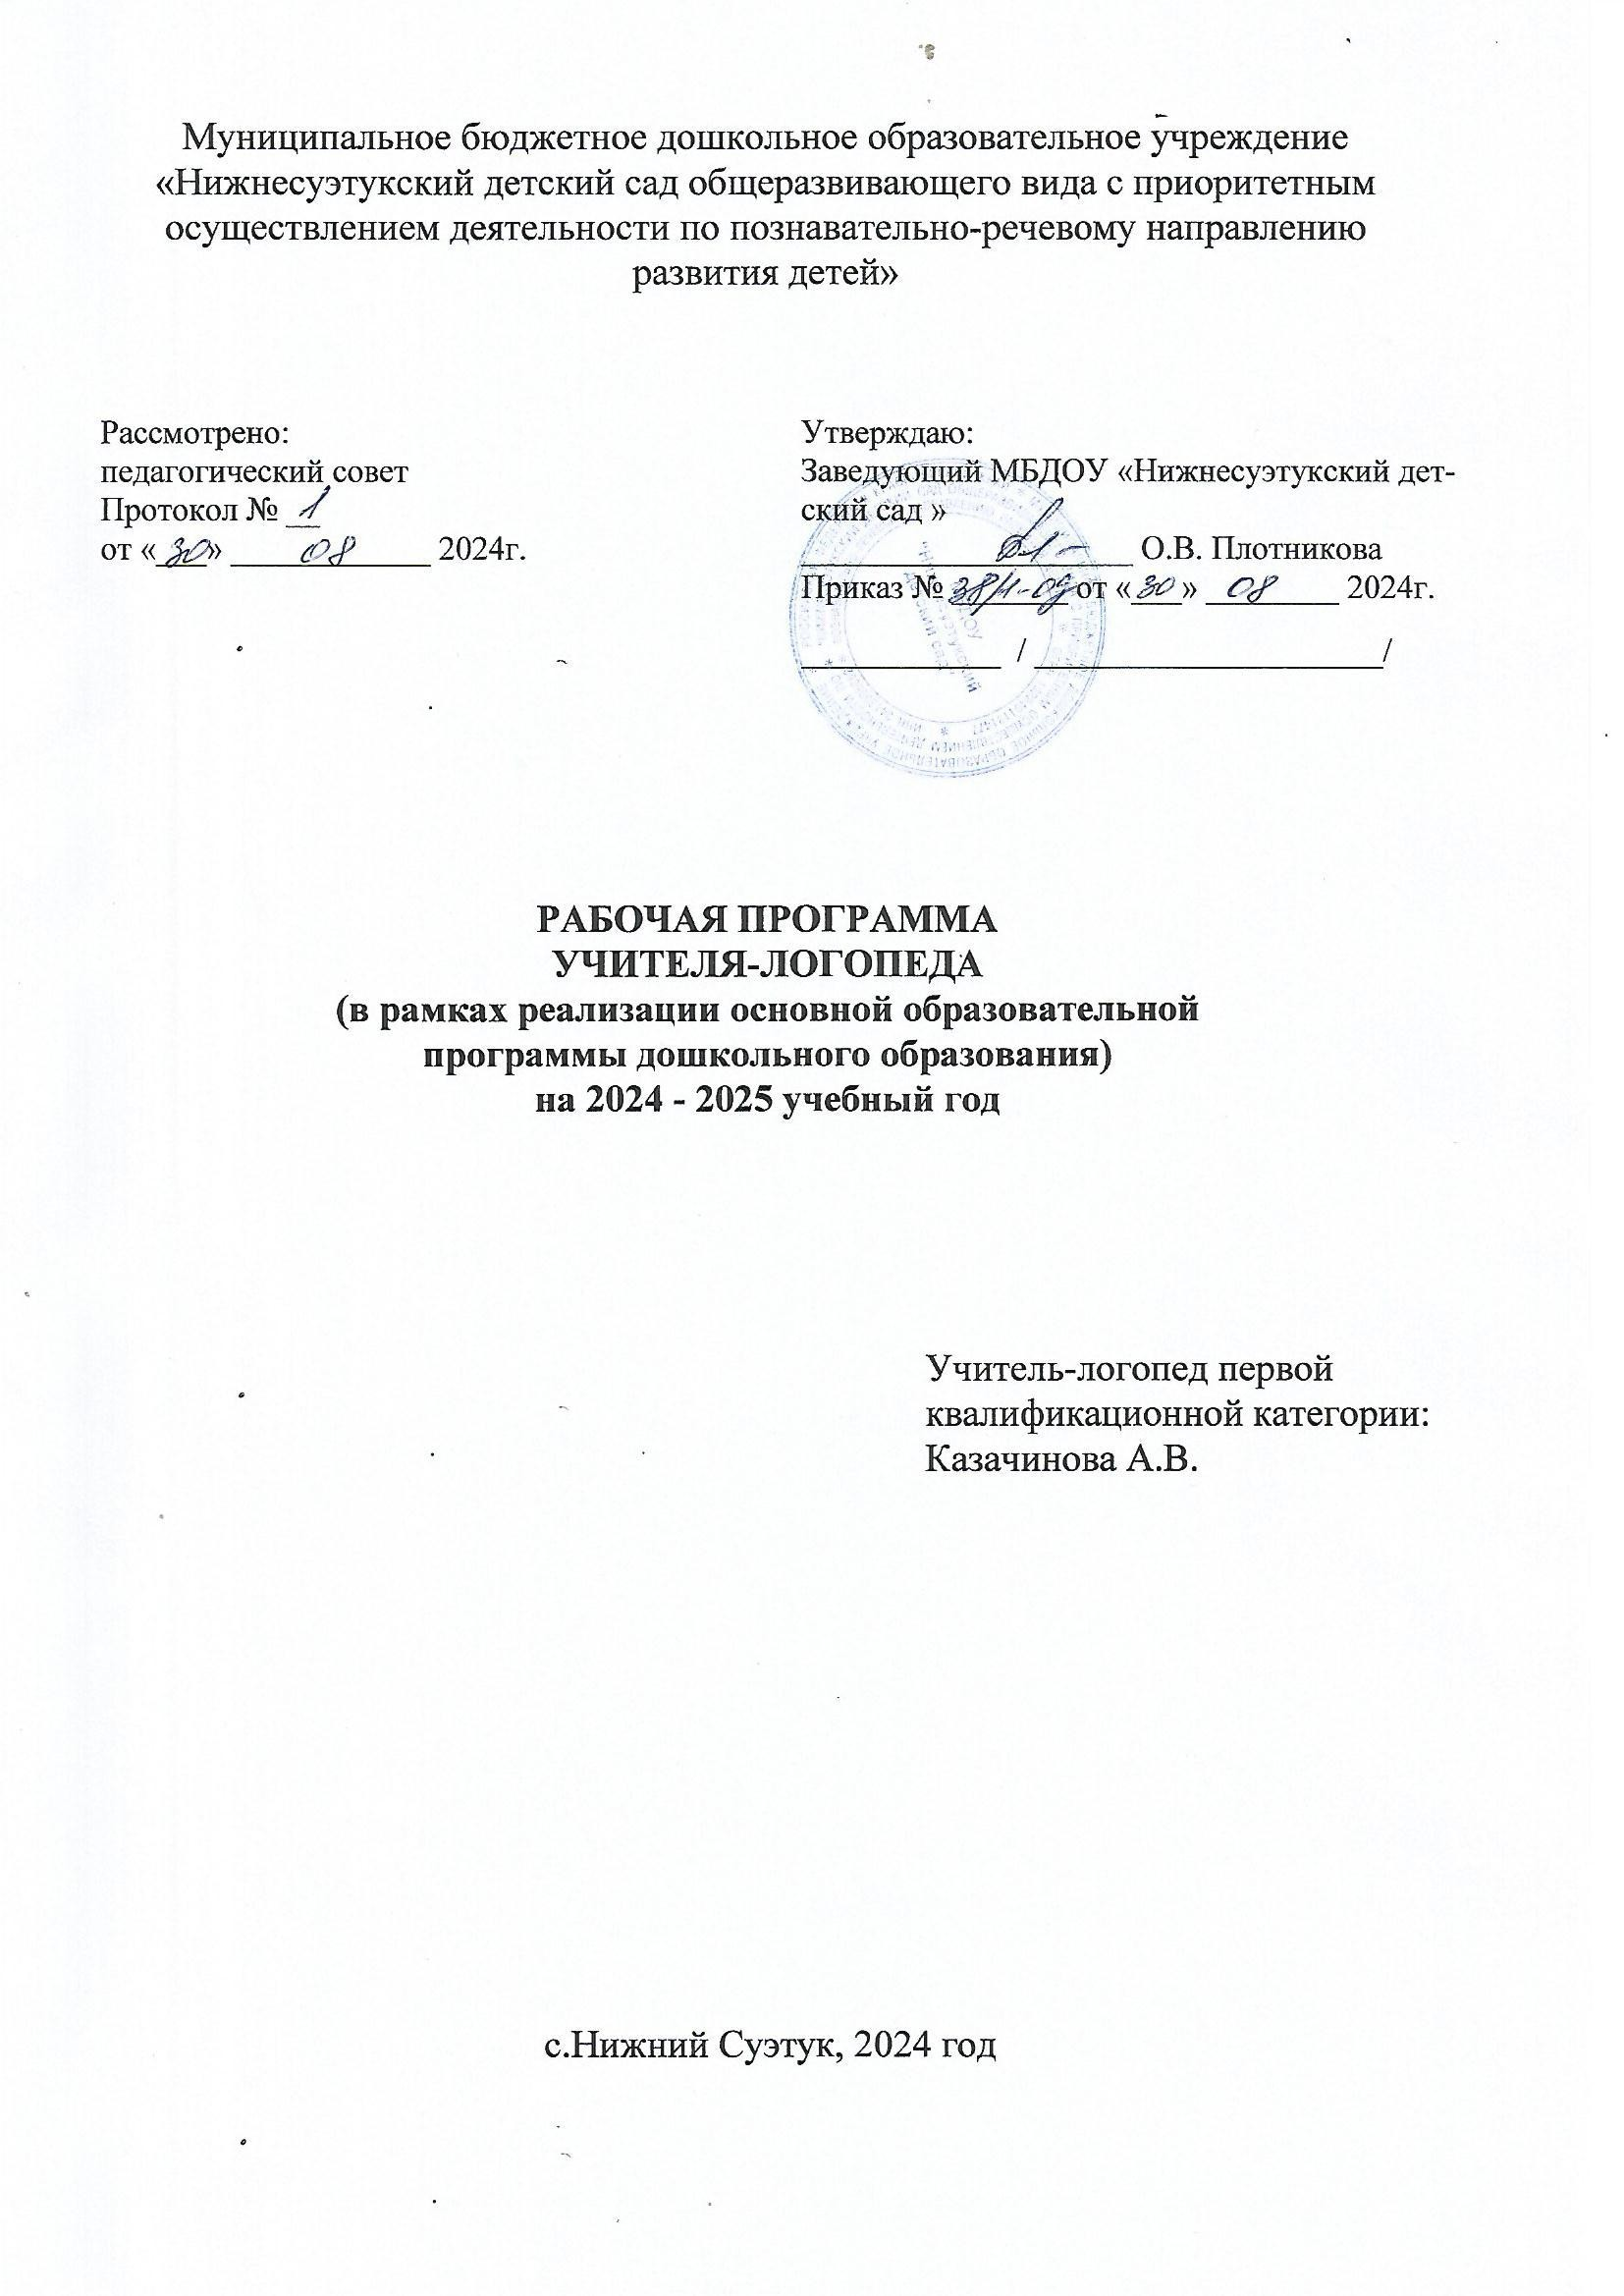 Муниципальное бюджетное дошкольное образовательное учреждение
«Нижнесуэтукский детский сад общеразвивающего вида с приоритетным
осуществлением деятельности по познавательно-речевому направлению
развития детей»
Рассмотрено:
педагогический совет
Протокол № 1
от «30» 08 2024г.
Утверждаю:
Заведующий МБДОУ «Нижнесуэтукский дет-
ский сад »
О.В. Плотникова
Приказ № 38/1-од от «30» 08 2024г.
/ /
РАБОЧАЯ ПРОГРАММА
УЧИТЕЛЯ-ЛОГОПЕДА
(в рамках реализации основной образовательной
программы дошкольного образования)
на 2024 - 2025 учебный год
Учитель-логопед первой
квалификационной категории:
Казачинова А.В.
с.Нижний Суэтук, 2024 год